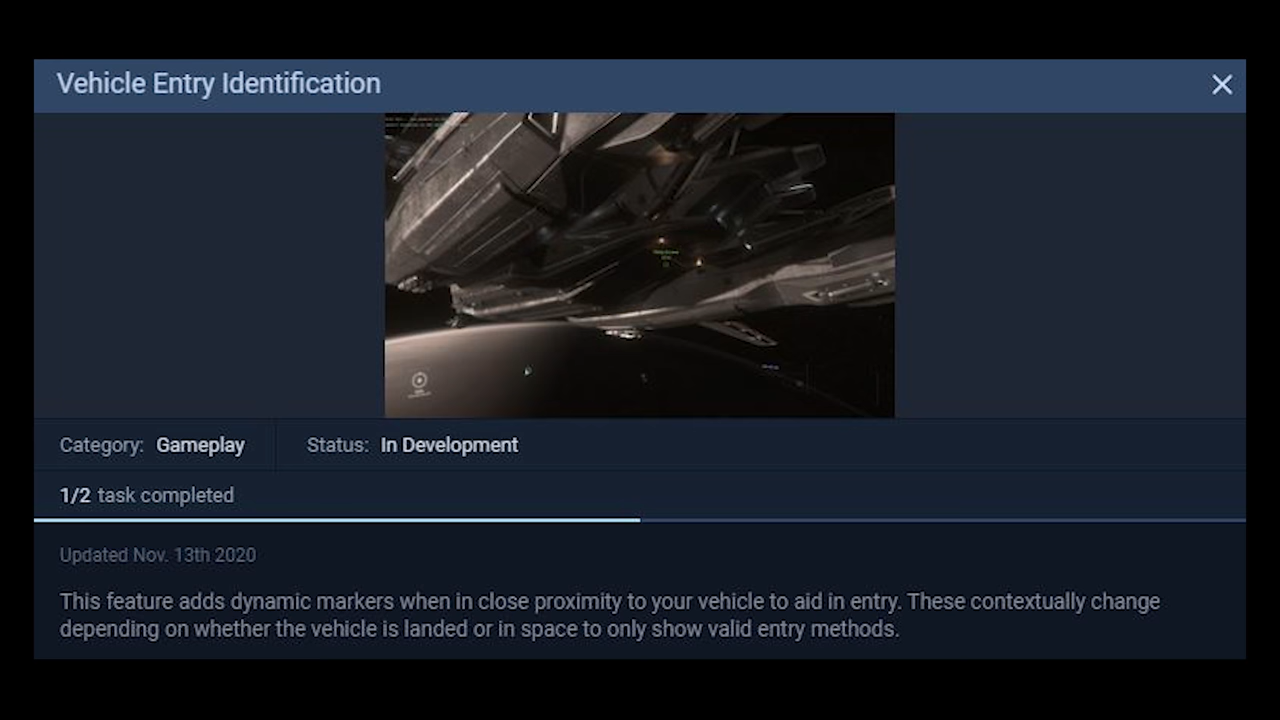 Vehicle Entry Identification
Category: Gameplay
Status: In Development
1/2 task completed
Updated Nov. 13th 2020
This feature adds dynamic markers when in close proximity to your vehicle to aid in entry. These contextually change
depending on whether the vehicle is landed or in space to only show valid entry methods.